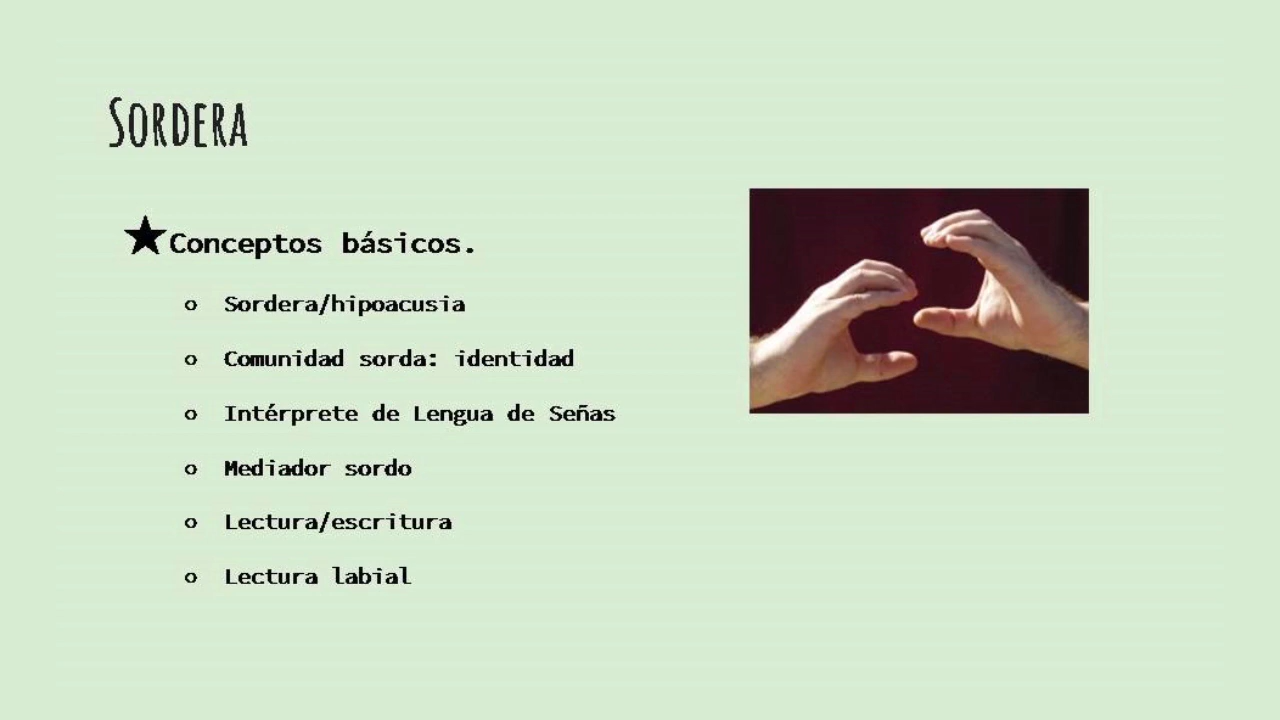 Sordera
★Conceptos básicos.
o Sordera/hipoacusia
o Comunidad sorda: identidad
o Intérprete de Lengua de Señas
o Mediador sordo
o Lectura/escritura
o Lectura labial